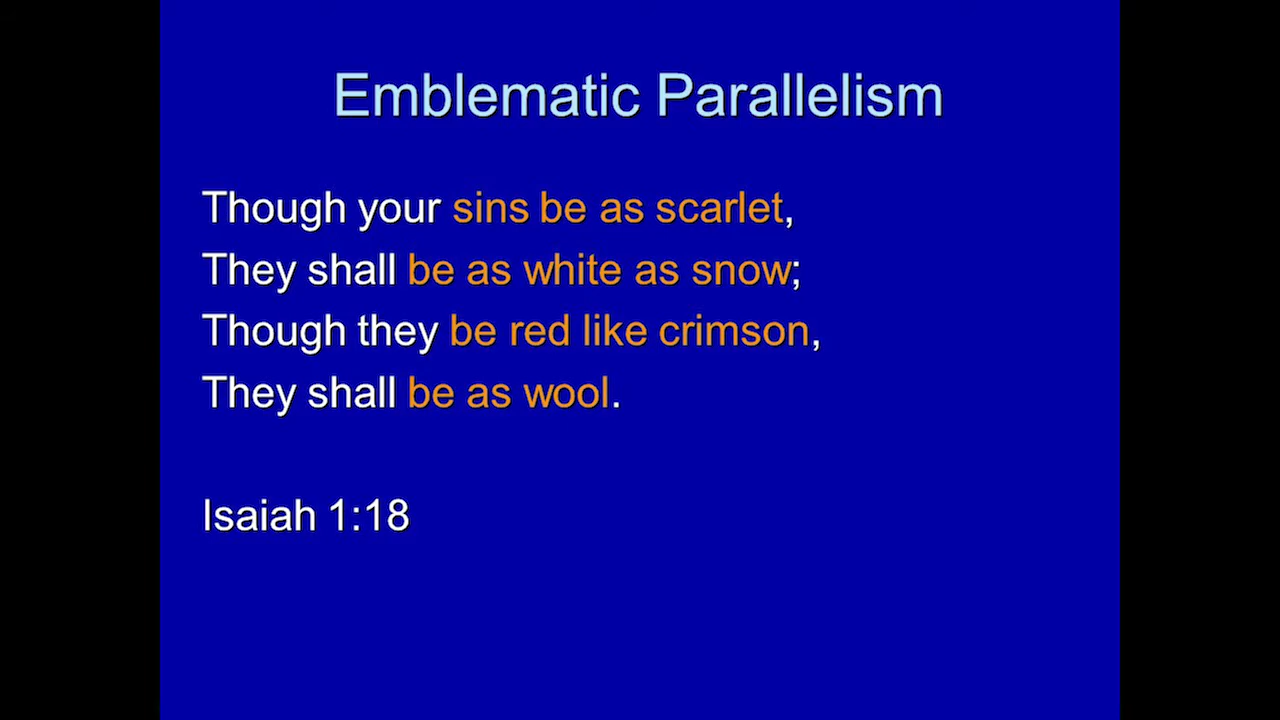 Emblematic Parallelism
Though your sins be as scarlet,
They shall be as white as snow;
Though they be red like crimson,
They shall be as wool.
Isaiah 1:18